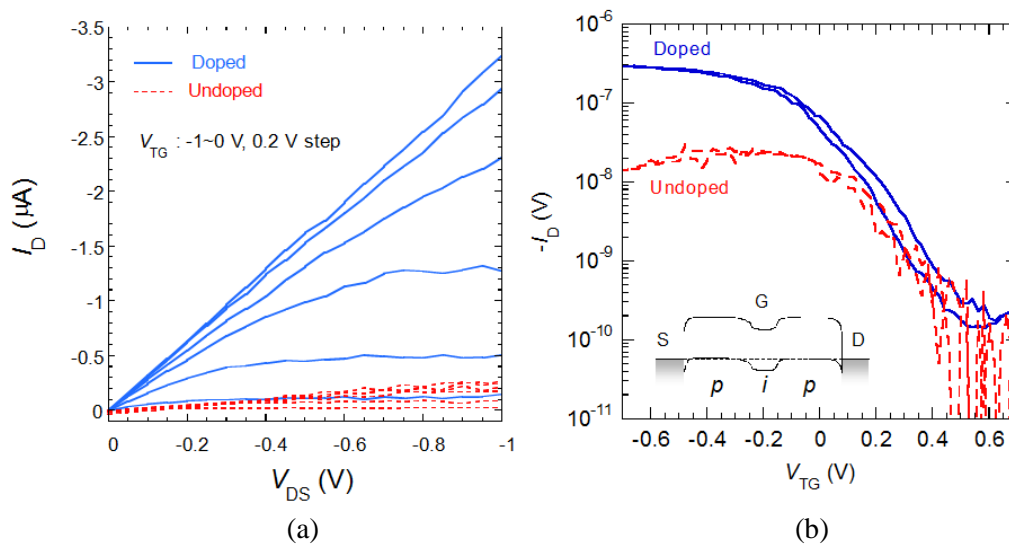 -3.5
-3
-2.5
-2
-1.5
-1
-0.5
0
I_D (μA)
Doped
Undoped
V_TG : -1~0 V, 0.2 V step
0
-0.2
-0.4
-0.6
-0.8
-1
V_DS (V)
(a)
10^-6
10^-7
10^-8
10^-9
10^-10
10^-11
-I_D (V)
Doped
Undoped
G
S
D
p
i
p
-0.6
-0.4
-0.2
0
0.2
0.4
0.6
V_TG (V)
(b)